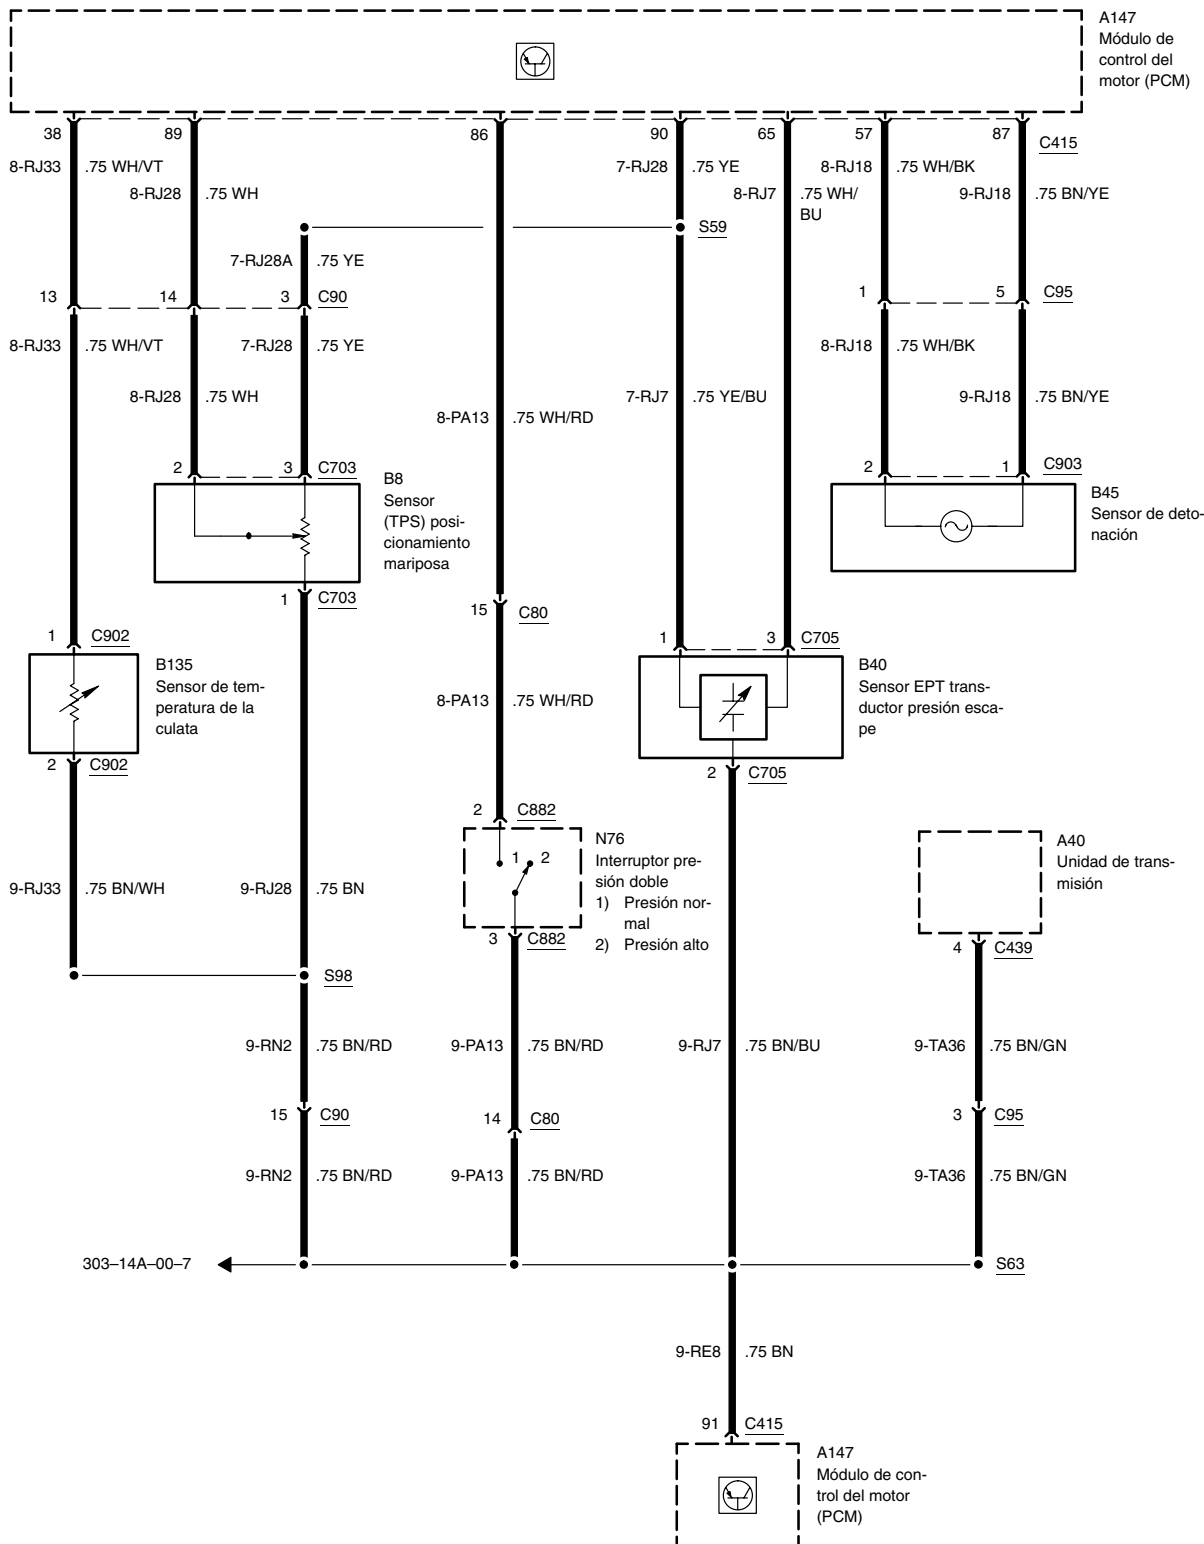 A147
Módulo de
control del
motor (PCM)
38 89 86 90 65 57 87
C415
8-RJ33 .75 WH/VT 7-RJ28 .75 YE 8-RJ18 .75 WH/BK
8-RJ28 .75 WH 8-RJ7 .75 WH/
BU
9-RJ18 .75 BN/YE
S59
7-RJ28A .75 YE
13 14 3 C90 1 5 C95
8-RJ33 .75 WH/VT 7-RJ28 .75 YE 8-RJ18 .75 WH/BK
8-RJ28 .75 WH 7-RJ7 .75 YE/BU 9-RJ18 .75 BN/YE
8-PA13 .75 WH/RD
2 3 C703 2 1 C903
B8
Sensor
(TPS) posi-
cionamiento
mariposa
B45
Sensor de deto-
nación
1 C703
15 C80
1 C902 1 3 C705
B135
Sensor de tem-
peratura de la
culata
8-PA13 .75 WH/RD
B40
Sensor EPT trans-
ductor presión esca-
pe
2 C902 2 C705
2 C882
1 2
N76
Interruptor pre-
sión doble
1) Presión nor-
mal
2) Presión alto
A40
Unidad de trans-
misión
9-RJ33 .75 BN/WH 9-RJ28 .75 BN
3 C882 4 C439
S98
9-RN2 .75 BN/RD 9-PA13 .75 BN/RD 9-RJ7 .75 BN/BU 9-TA36 .75 BN/GN
15 C90 14 C80 3 C95
9-RN2 .75 BN/RD 9-PA13 .75 BN/RD 9-TA36 .75 BN/GN
303–14A–00–7 S63
9-RE8 .75 BN
91 C415
A147
Módulo de con-
trol del motor
(PCM)